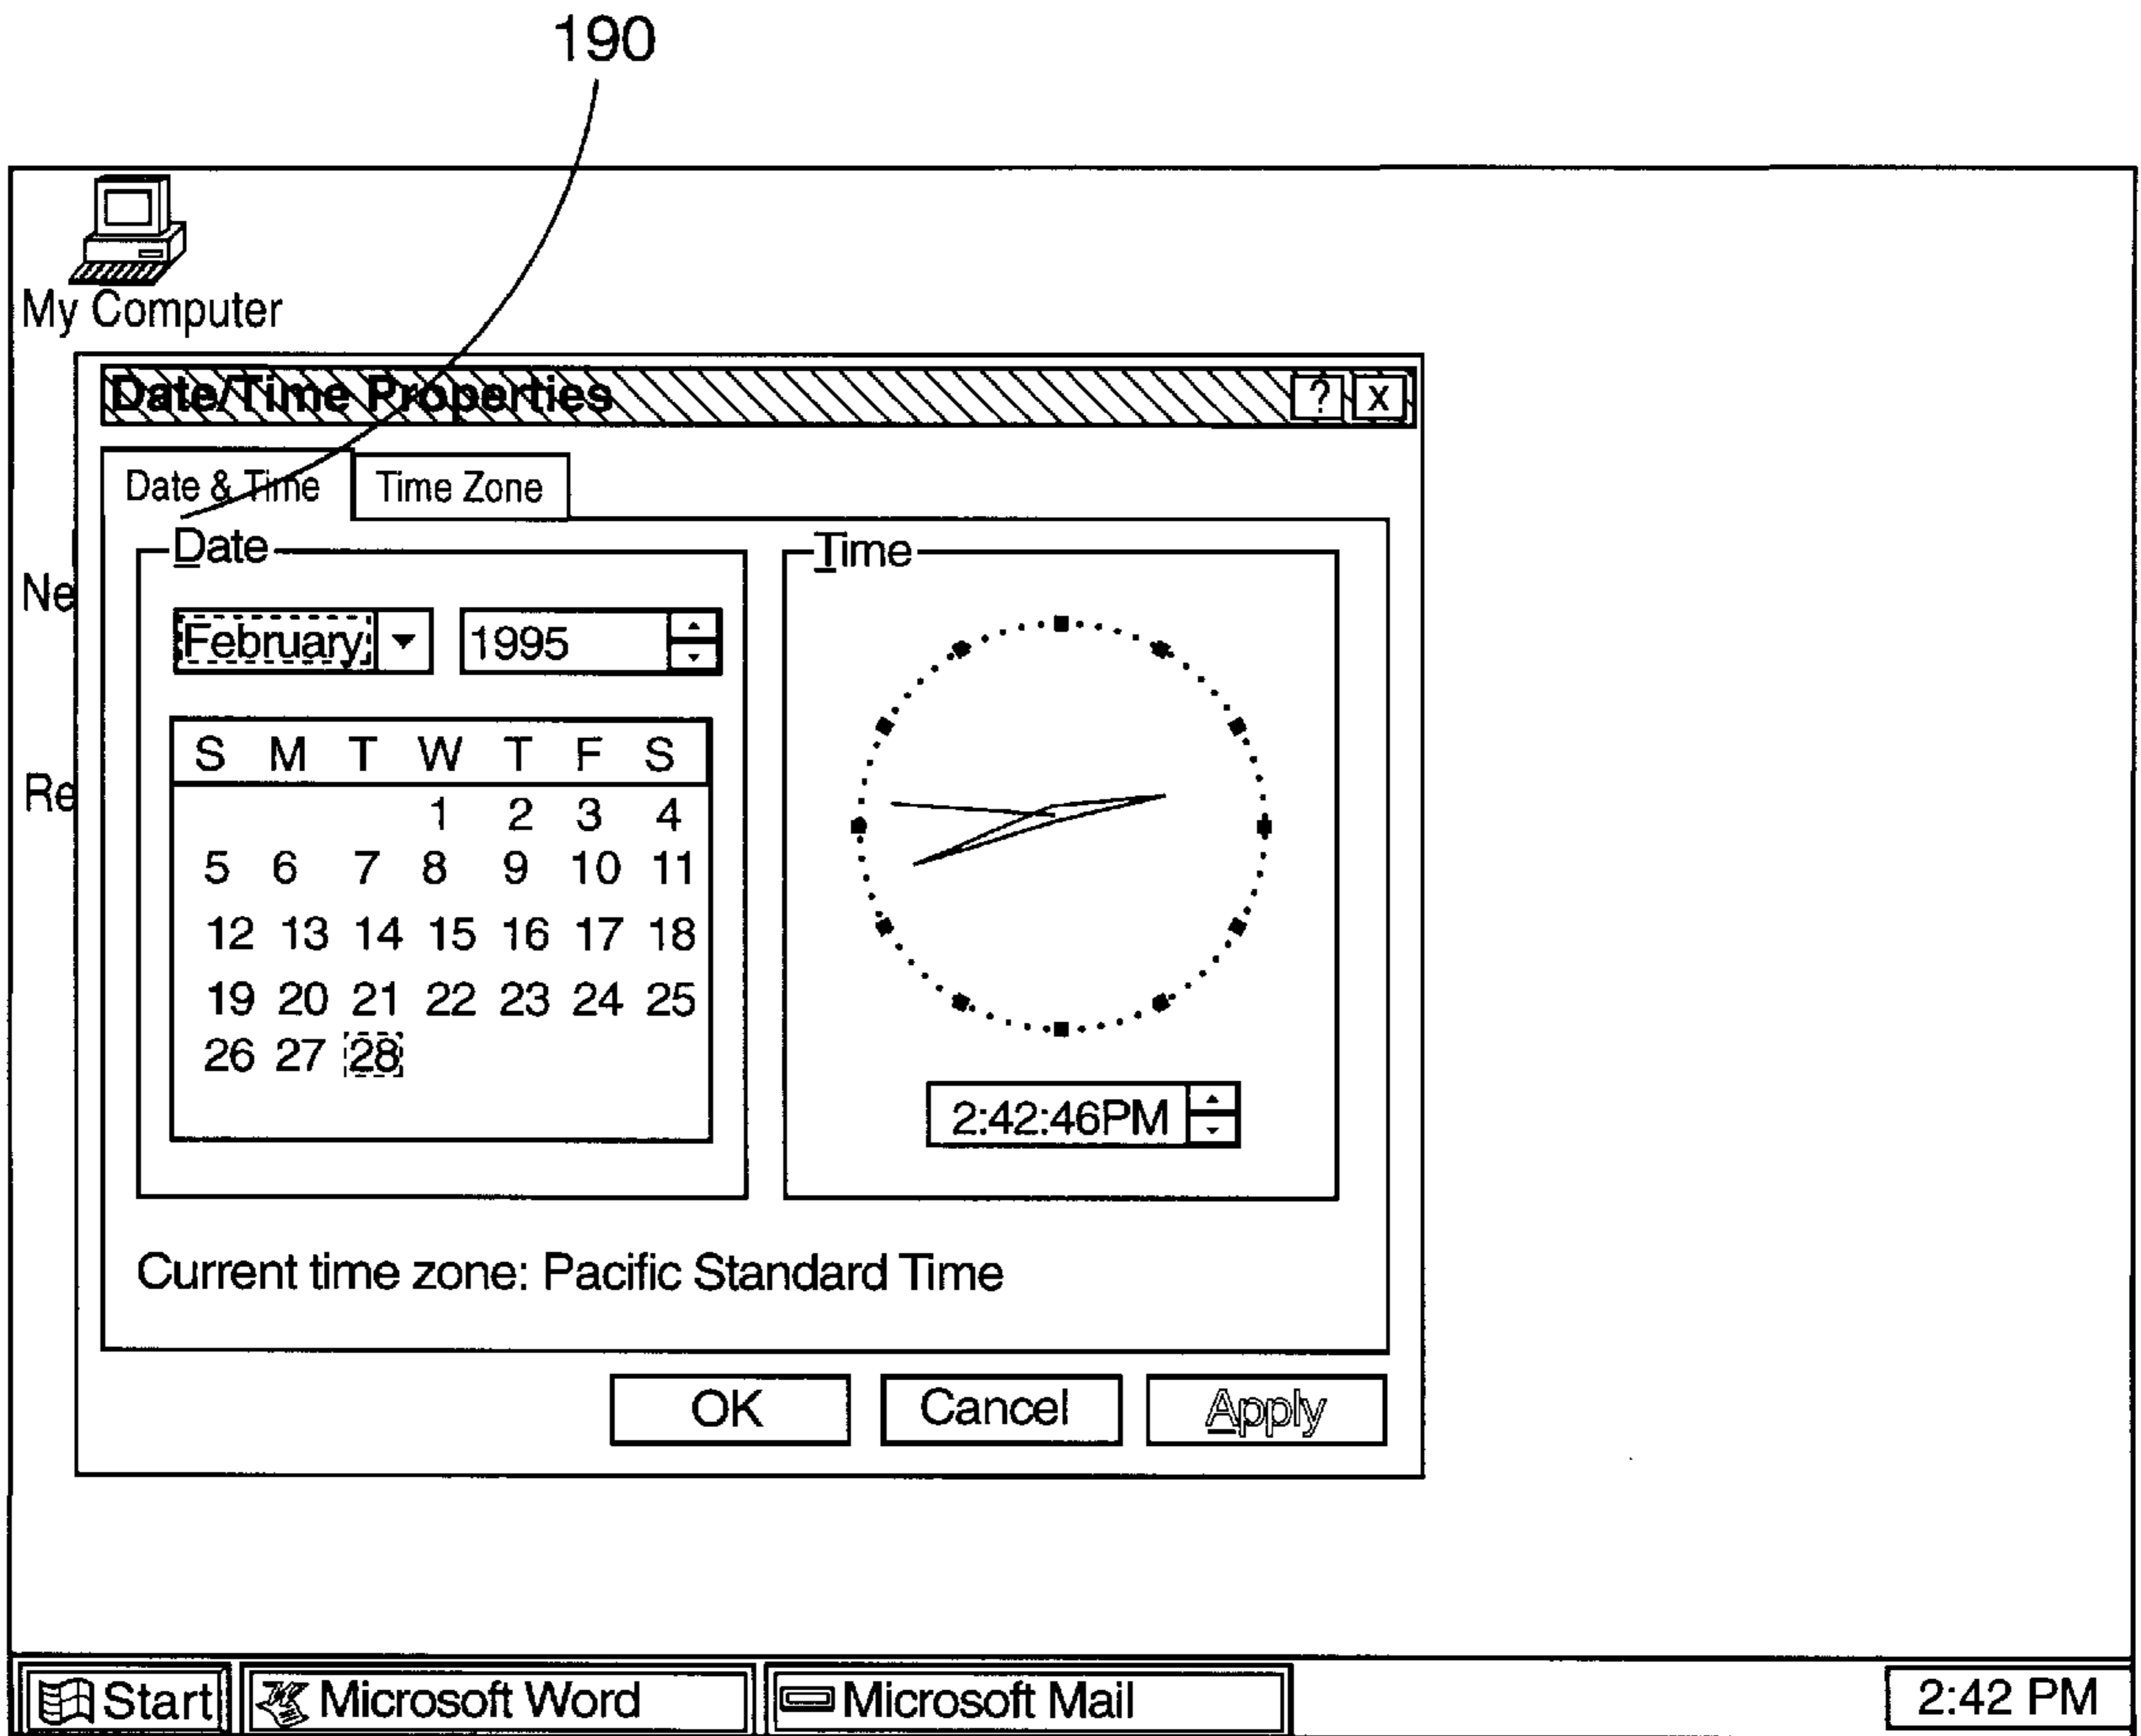 190
My Computer
Date/Time Properties ? X
Date & Time Time Zone
Date Time
Ne
February 1995
S M T W T F S
Re
1 2 3 4
5 6 7 8 9 10 11
12 13 14 15 16 17 18
19 20 21 22 23 24 25
26 27 28
2:42:46PM
Current time zone: Pacific Standard Time
OK Cancel Apply
Start Microsoft Word Microsoft Mail 2:42 PM